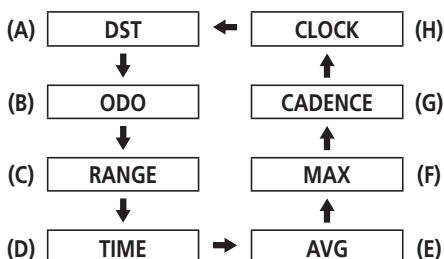 (A) DST CLOCK (H)
(B) ODO CADENCE (G)
(C) RANGE MAX (F)
(D) TIME AVG (E)